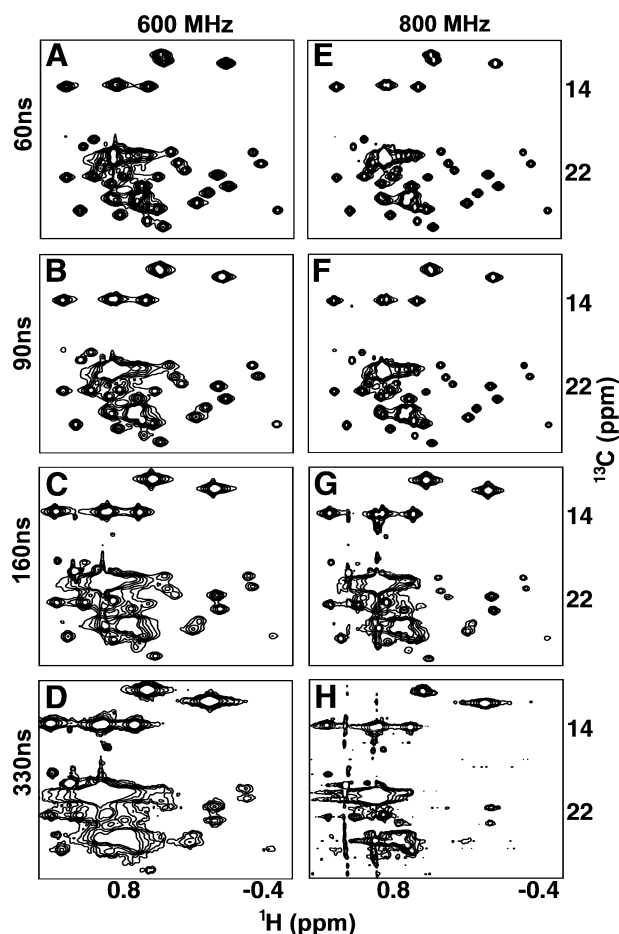 600 MHz 800 MHz
A E
60ns
14
22
B F
90ns
14
22
¹³C (ppm)
C G
160ns
14
22
D H
330ns
14
22
0.8 -0.4 0.8 -0.4
¹H (ppm)